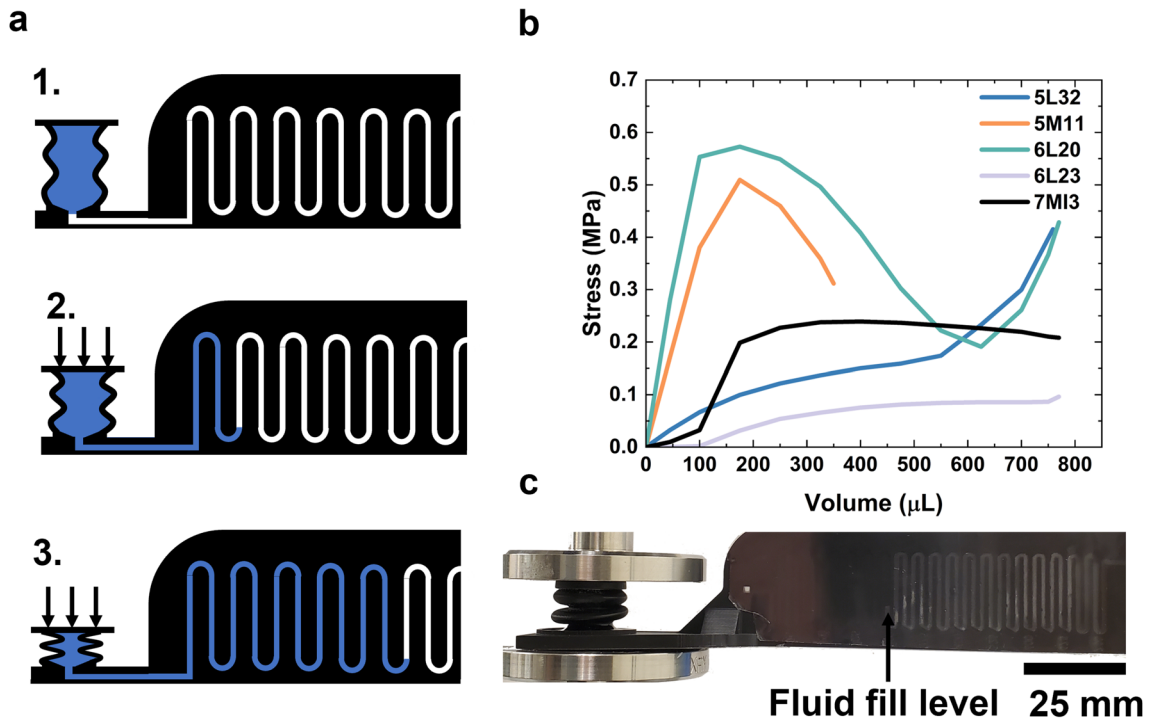 a
1.
2.
3.
b
Stress (MPa)
0.7
0.6
0.5
0.4
0.3
0.2
0.1
0.0
5L32
5M11
6L20
6L23
7MI3
0 100 200 300 400 500 600 700 800
Volume (μL)
c
Fluid fill level
25 mm